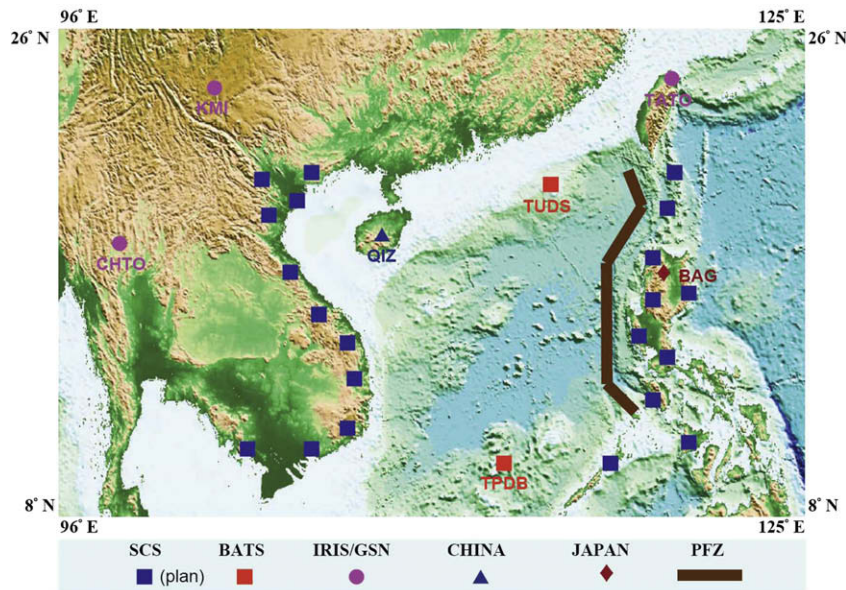 96° E 125° E
26° N 26° N
KMI TATO
TUDS
QIZ
CHTO BAG
TPDB
8° N 8° N
96° E 125° E
SCS BATS IRIS/GSN CHINA JAPAN PFZ
(plan)